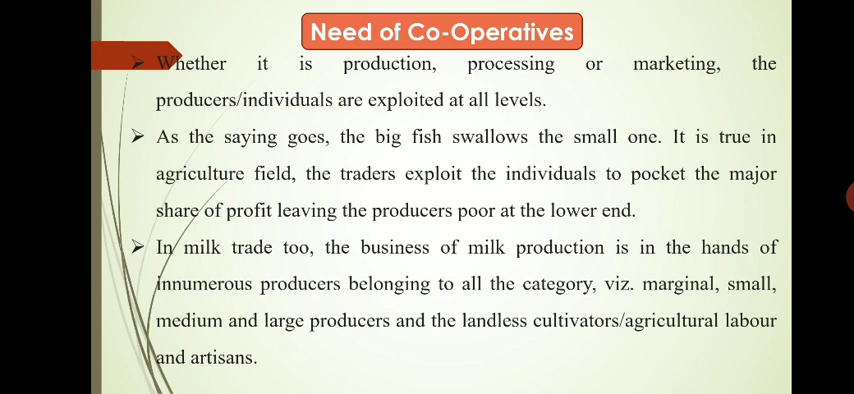 Need of Co-Operatives
➢ Whether it is production, processing or marketing, the
producers/individuals are exploited at all levels.
➢ As the saying goes, the big fish swallows the small one. It is true in
agriculture field, the traders exploit the individuals to pocket the major
share of profit leaving the producers poor at the lower end.
➢ In milk trade too, the business of milk production is in the hands of
innumerous producers belonging to all the category, viz. marginal, small,
medium and large producers and the landless cultivators/agricultural labour
and artisans.